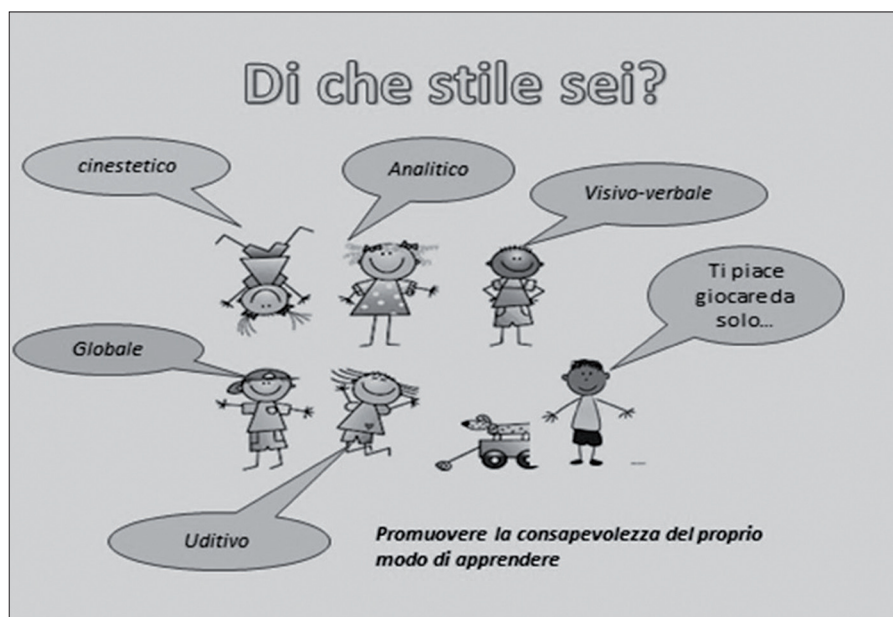 Di che stile sei?
cinestetico
Analitico
Visivo-verbale
Ti piace
giocare da
solo...
Globale
Uditivo
Promuovere la consapevolezza del proprio
modo di apprendere